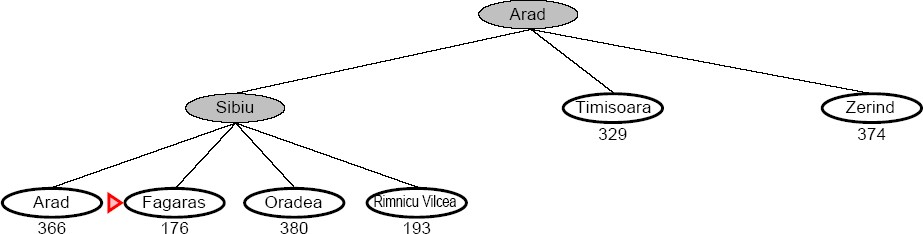 Arad
Sibiu Timisoara Zerind
329 374
Arad Fagaras Oradea Rimnicu Vilcea
366 176 380 193